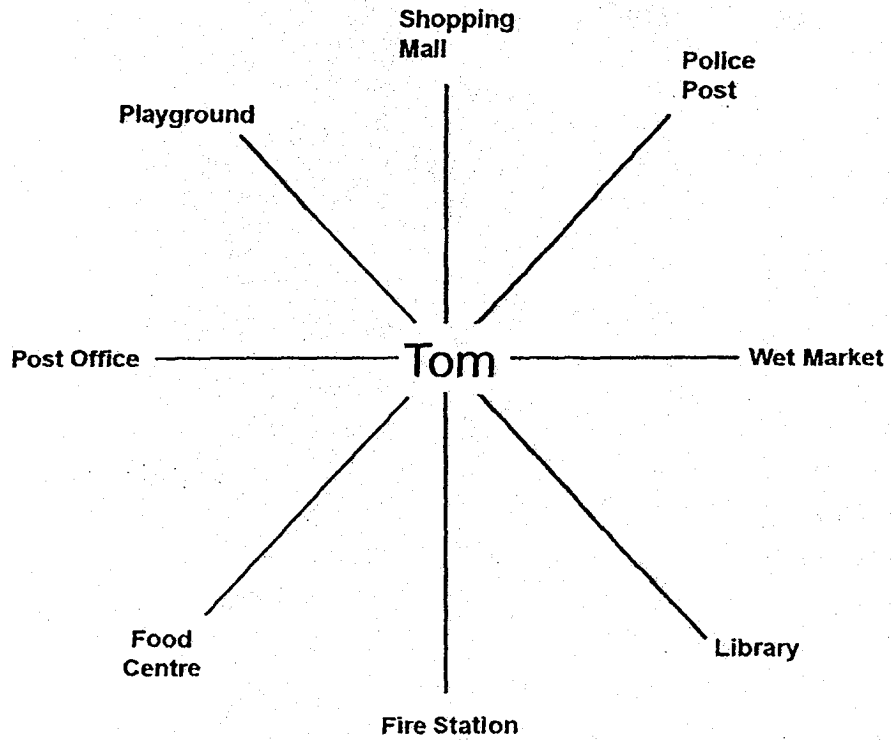 Shopping
Mall
Police
Post
Playground
Post Office
Tom
Wet Market
Food
Centre
Library
Fire Station